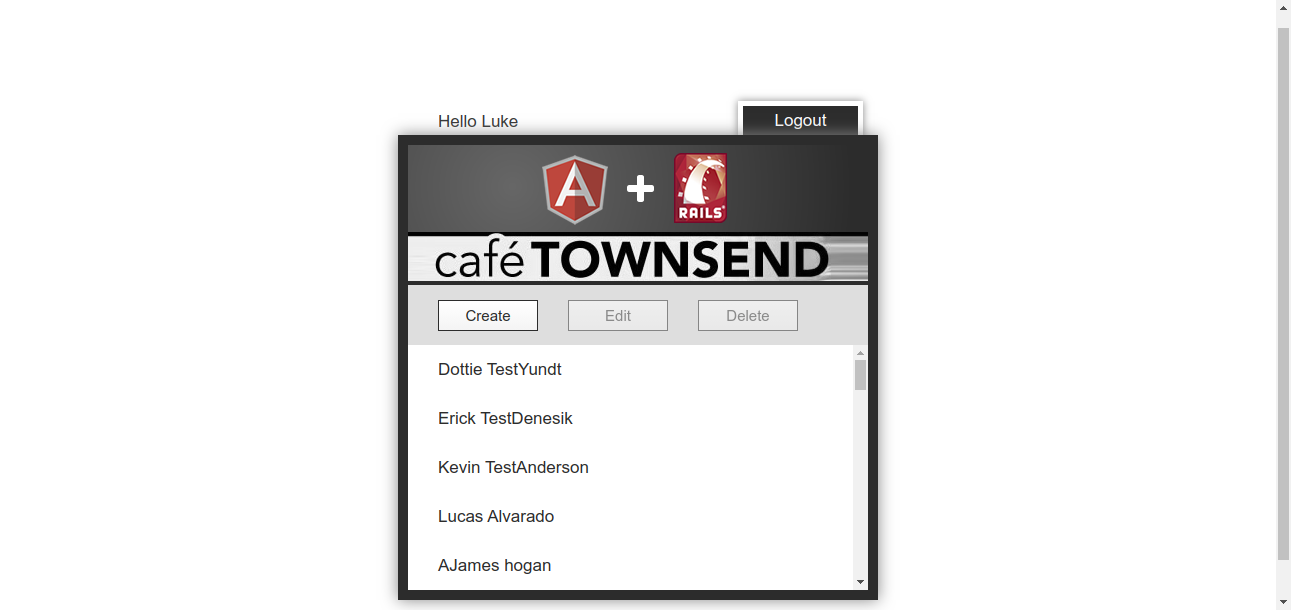 Hello Luke
Logout
A
RAILS
café TOWNSEND
Create
Edit
Delete
Dottie TestYundt
Erick TestDenesik
Kevin TestAnderson
Lucas Alvarado
AJames hogan